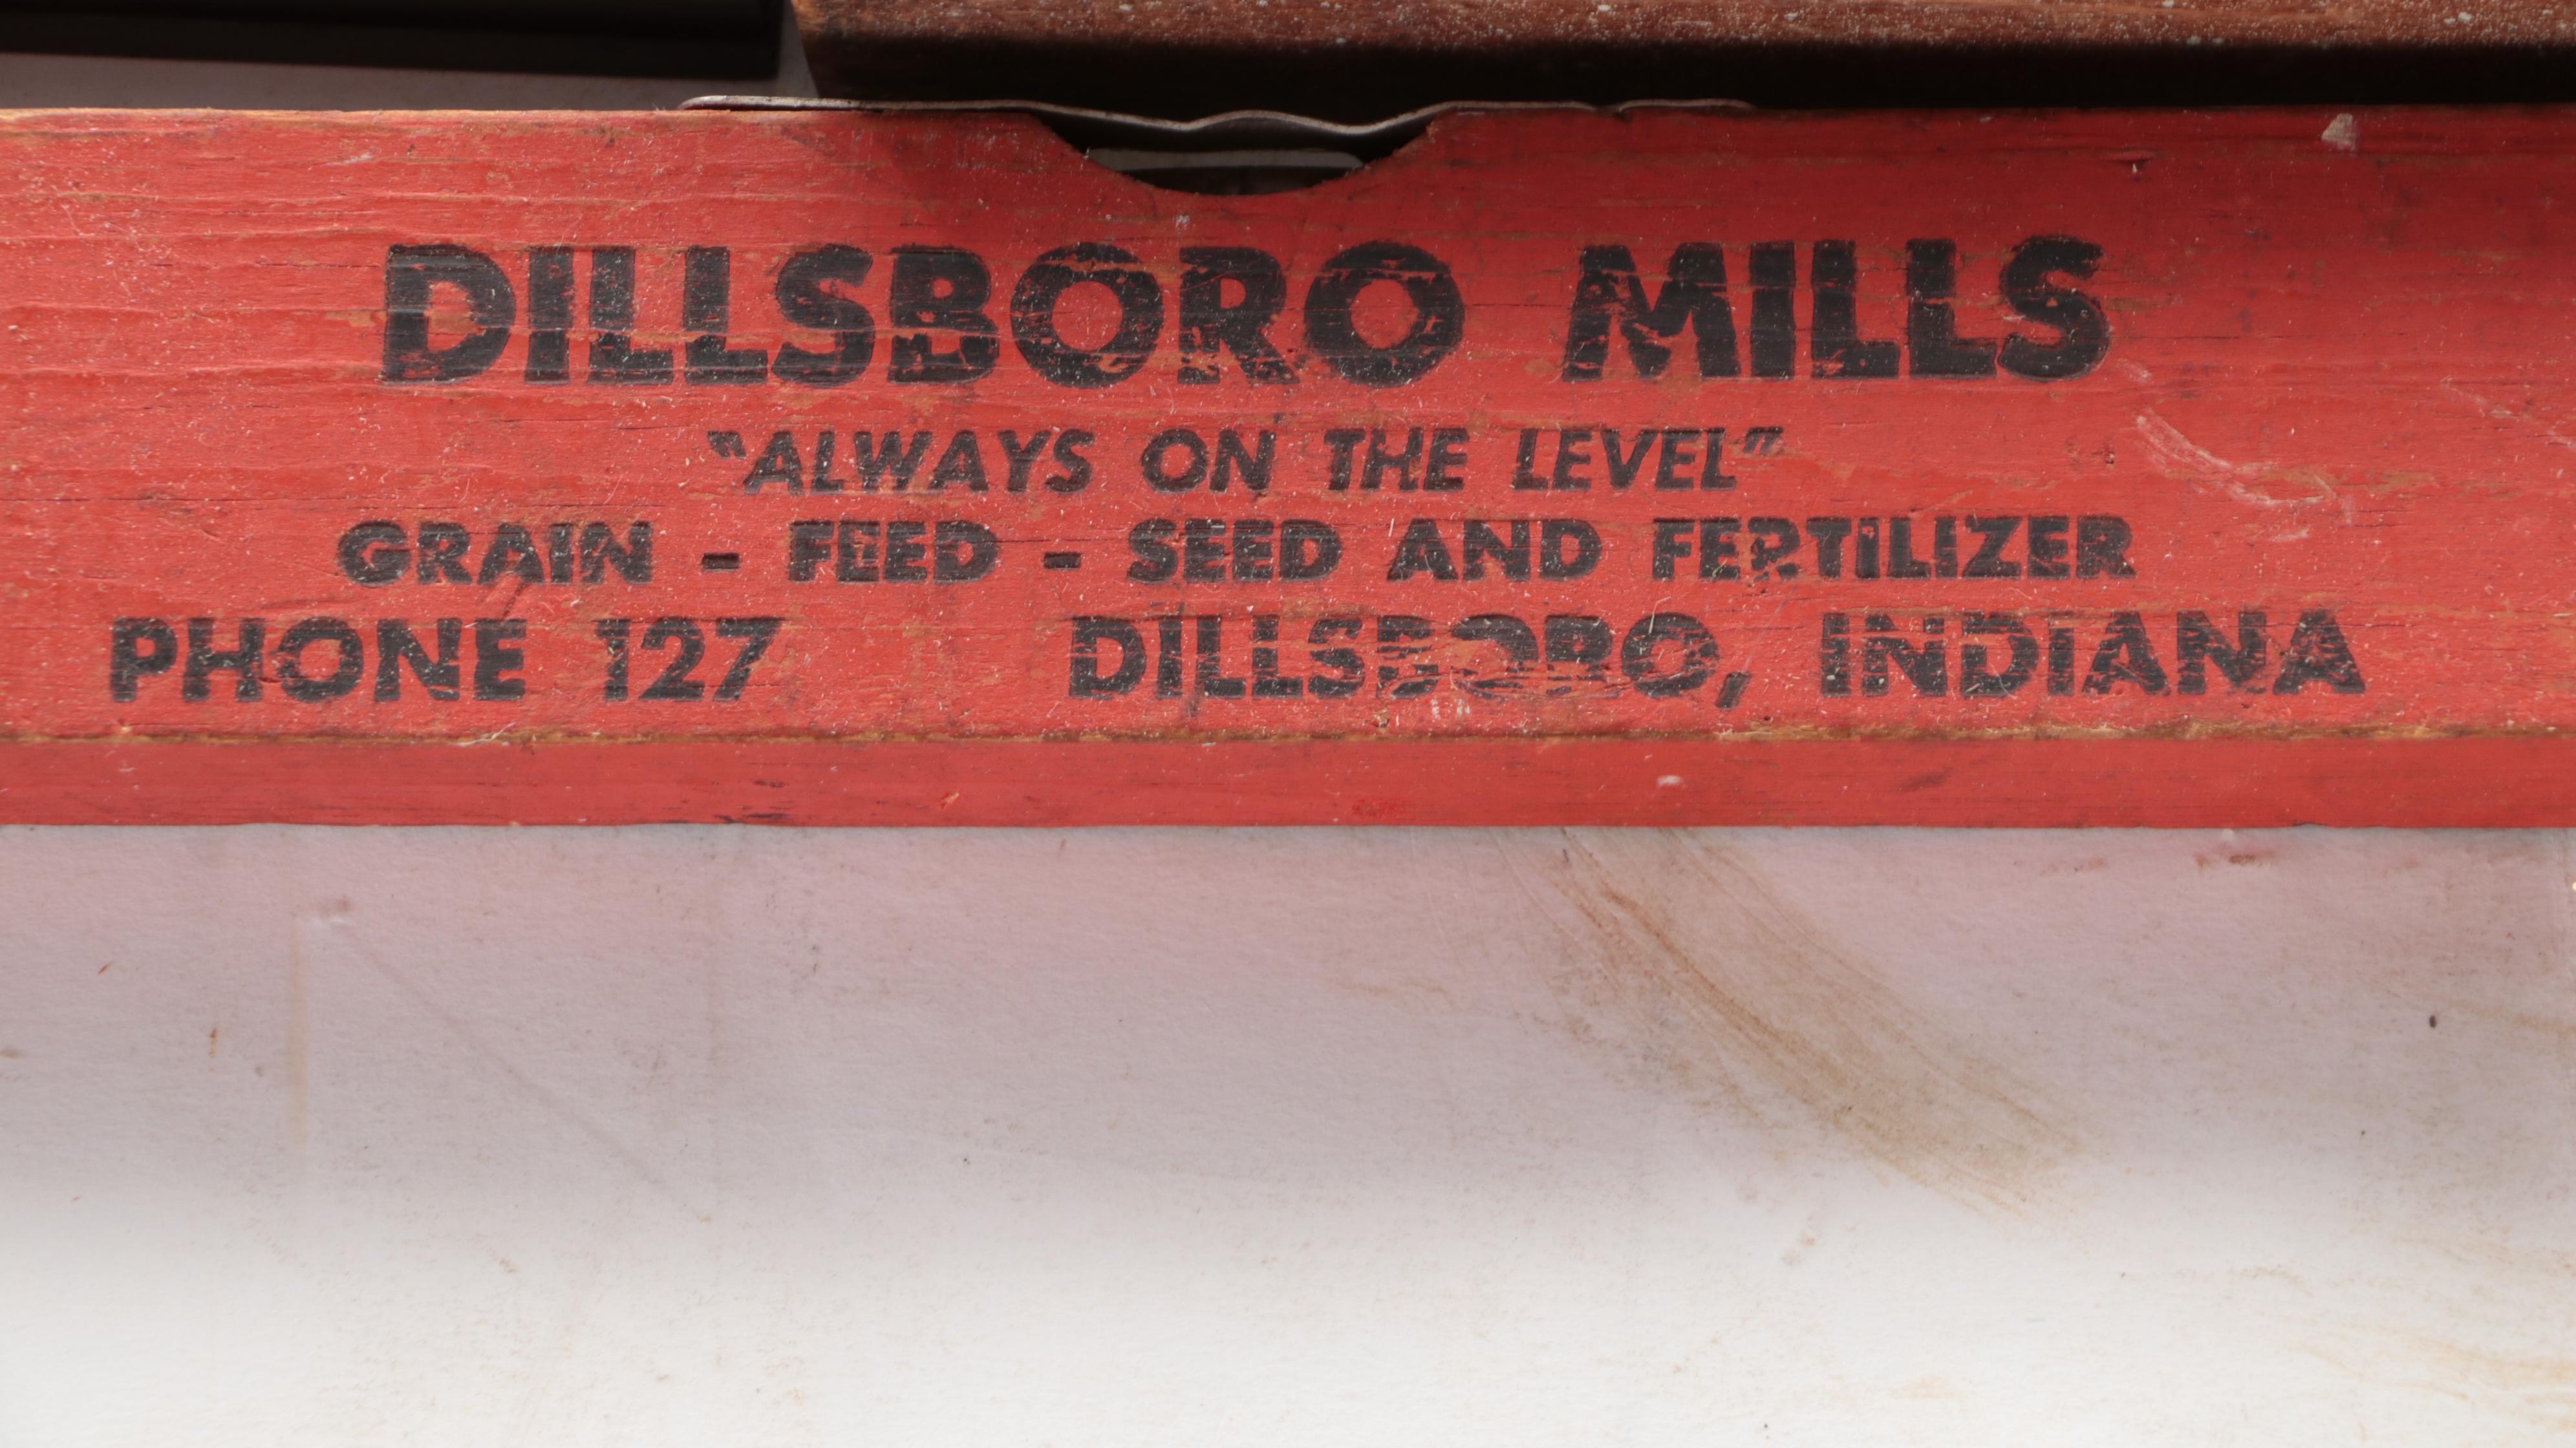 DILLSBORO MILLS
"ALWAYS ON THE LEVEL"
GRAIN - FEED - SEED AND FERTILIZER
PHONE 127 DILLSBORO, INDIANA